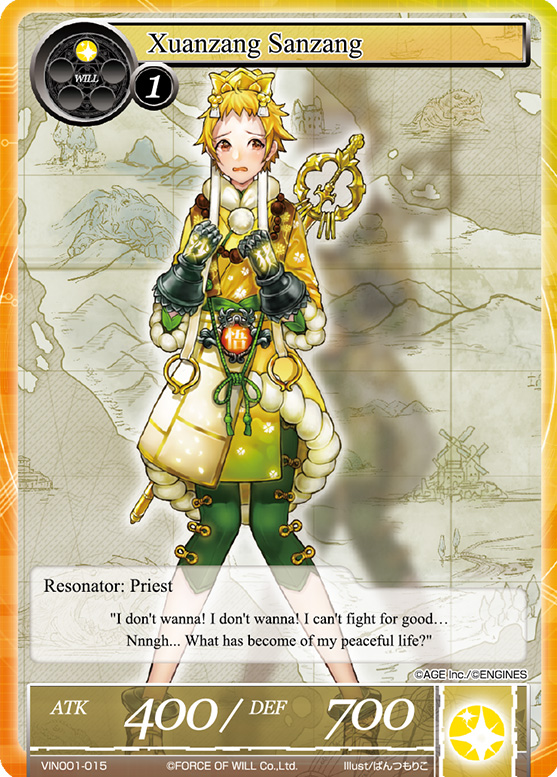 Xuanzang Sanzang
WILL
1
悟
Resonator: Priest
"I don't wanna! I don't wanna! I can't fight for good…
Nnngh... What has become of my peaceful life?"
©AGE Inc./©ENGINES
ATK 400 / DEF 700
VIN001-015 ©FORCE OF WILL Co.,Ltd. Illust/ぱんつもりこ